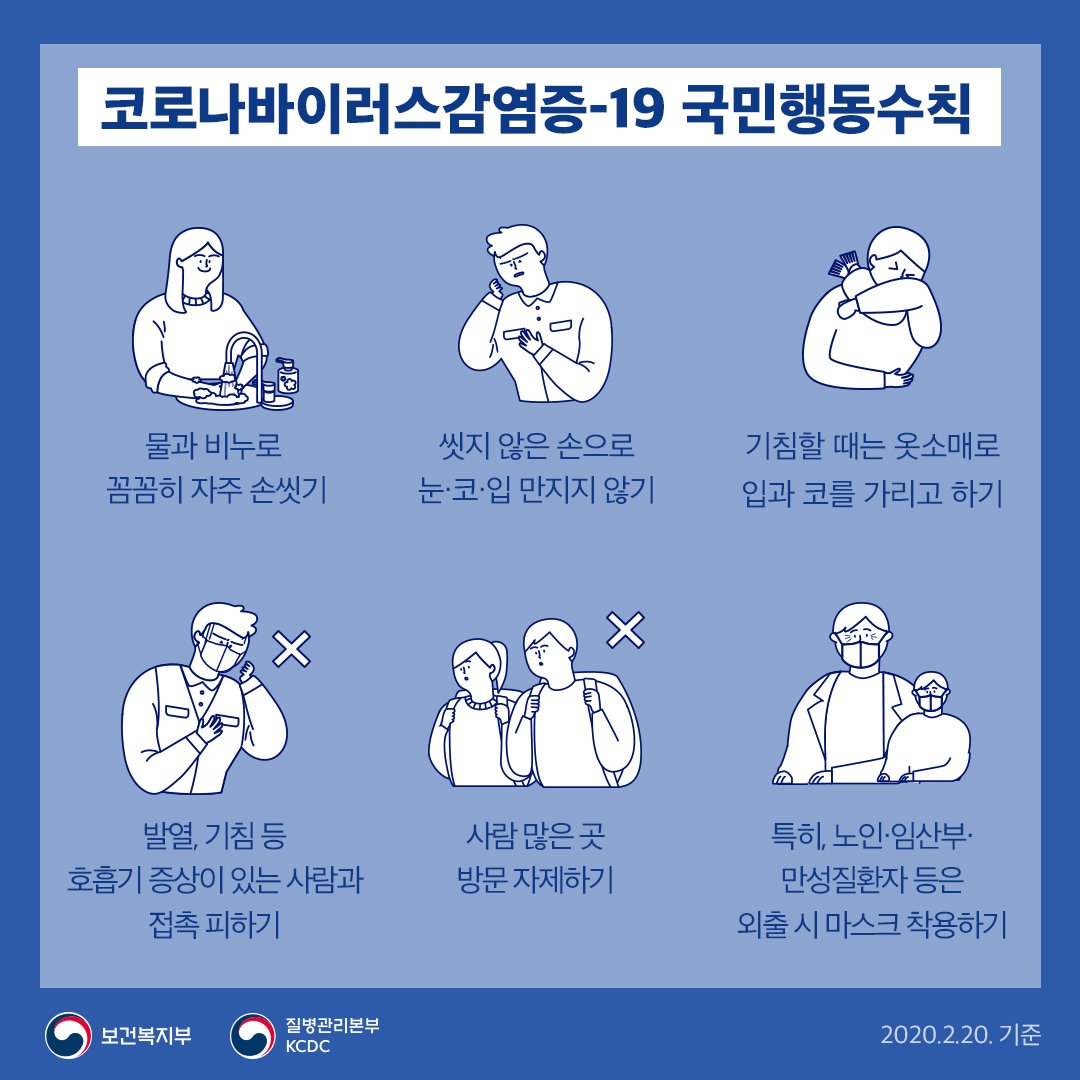 코로나바이러스감염증-19 국민행동수칙
물과 비누로
꼼꼼히 자주 손씻기
씻지 않은 손으로
눈·코·입 만지지 않기
기침할 때는 옷소매로
입과 코를 가리고 하기
발열, 기침 등
호흡기 증상이 있는 사람과
접촉 피하기
사람 많은 곳
방문 자제하기
특히, 노인·임산부·
만성질환자 등은
외출 시 마스크 착용하기
보건복지부
질병관리본부
KCDC
2020.2.20. 기준